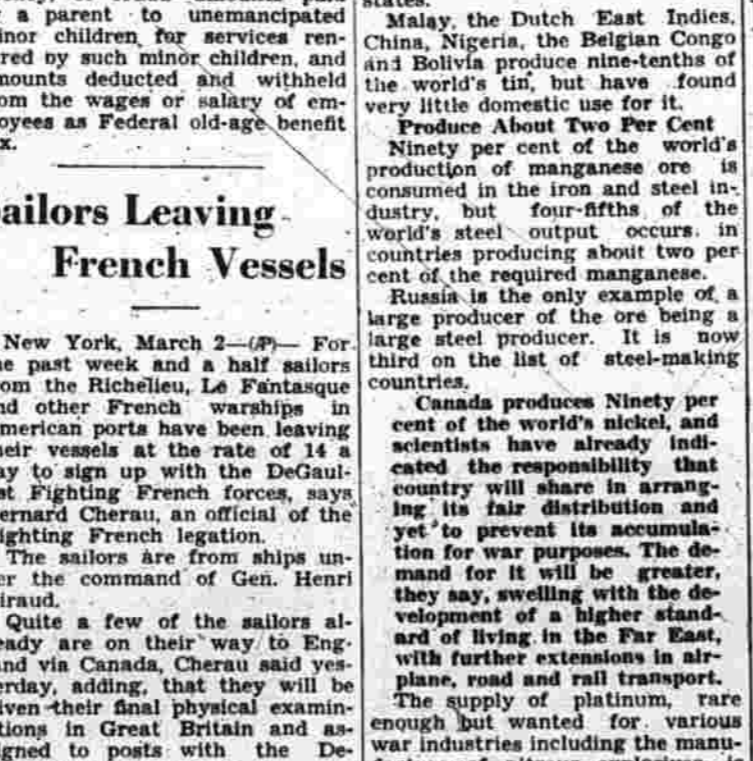 a parent to unemancipated
inor children for services ren-
red by such minor children, and
mounts deducted and withheld
om the wages or salary of em-
oyees as Federal old-age benefit
x.
ailors Leaving
French Vessels
New York, March 2—(AP)— For
e past week and a half sailors
om the Richelieu, Le Fantasque
nd other French warships in
merican ports have been leaving
eir vessels at the rate of 14 a
ay to sign up with the DeGaul-
st Fighting French forces, says
ernard Cherau, an official of the
ighting French legation.
The sailors are from ships un-
er the command of Gen. Henri
iraud.
Quite a few of the sailors al-
eady are on their way to Eng-
and via Canada, Cherau said yes-
erday, adding, that they will be
iven their final physical examin-
tions in Great Britain and as-
igned to posts with the De-
states.
Malay, the Dutch East Indies,
China, Nigeria, the Belgian Congo
and Bolivia produce nine-tenths of
the world's tin, but have found
very little domestic use for it.
Produce About Two Per Cent
Ninety per cent of the world's
production of manganese ore is
consumed in the iron and steel in-
dustry, but four-fifths of the
world's steel output occurs in
countries producing about two per
cent of the required manganese.
Russia is the only example of a
large producer of the ore being a
large steel producer. It is now
third on the list of steel-making
countries.
Canada produces Ninety per
cent of the world's nickel, and
scientists have already indi-
cated the responsibility that
country will share in arrang-
ing its fair distribution and
yet to prevent its accumula-
tion for war purposes. The de-
mand for it will be greater,
they say, swelling with the de-
velopment of a higher stand-
ard of living in the Far East,
with further extensions in air-
plane, road and rail transport.
The supply of platinum, rare
enough but wanted for various
war industries including the manu-